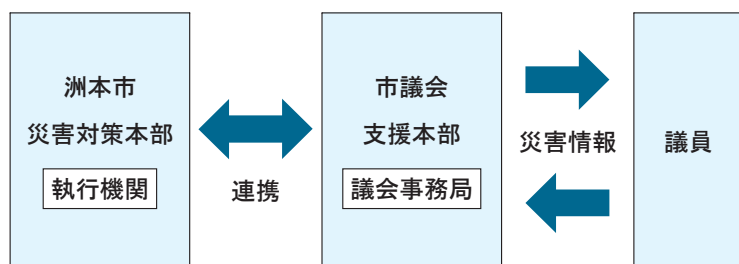 洲本市
災害対策本部
執行機関
連携
市議会
支援本部
議会事務局
災害情報
議員